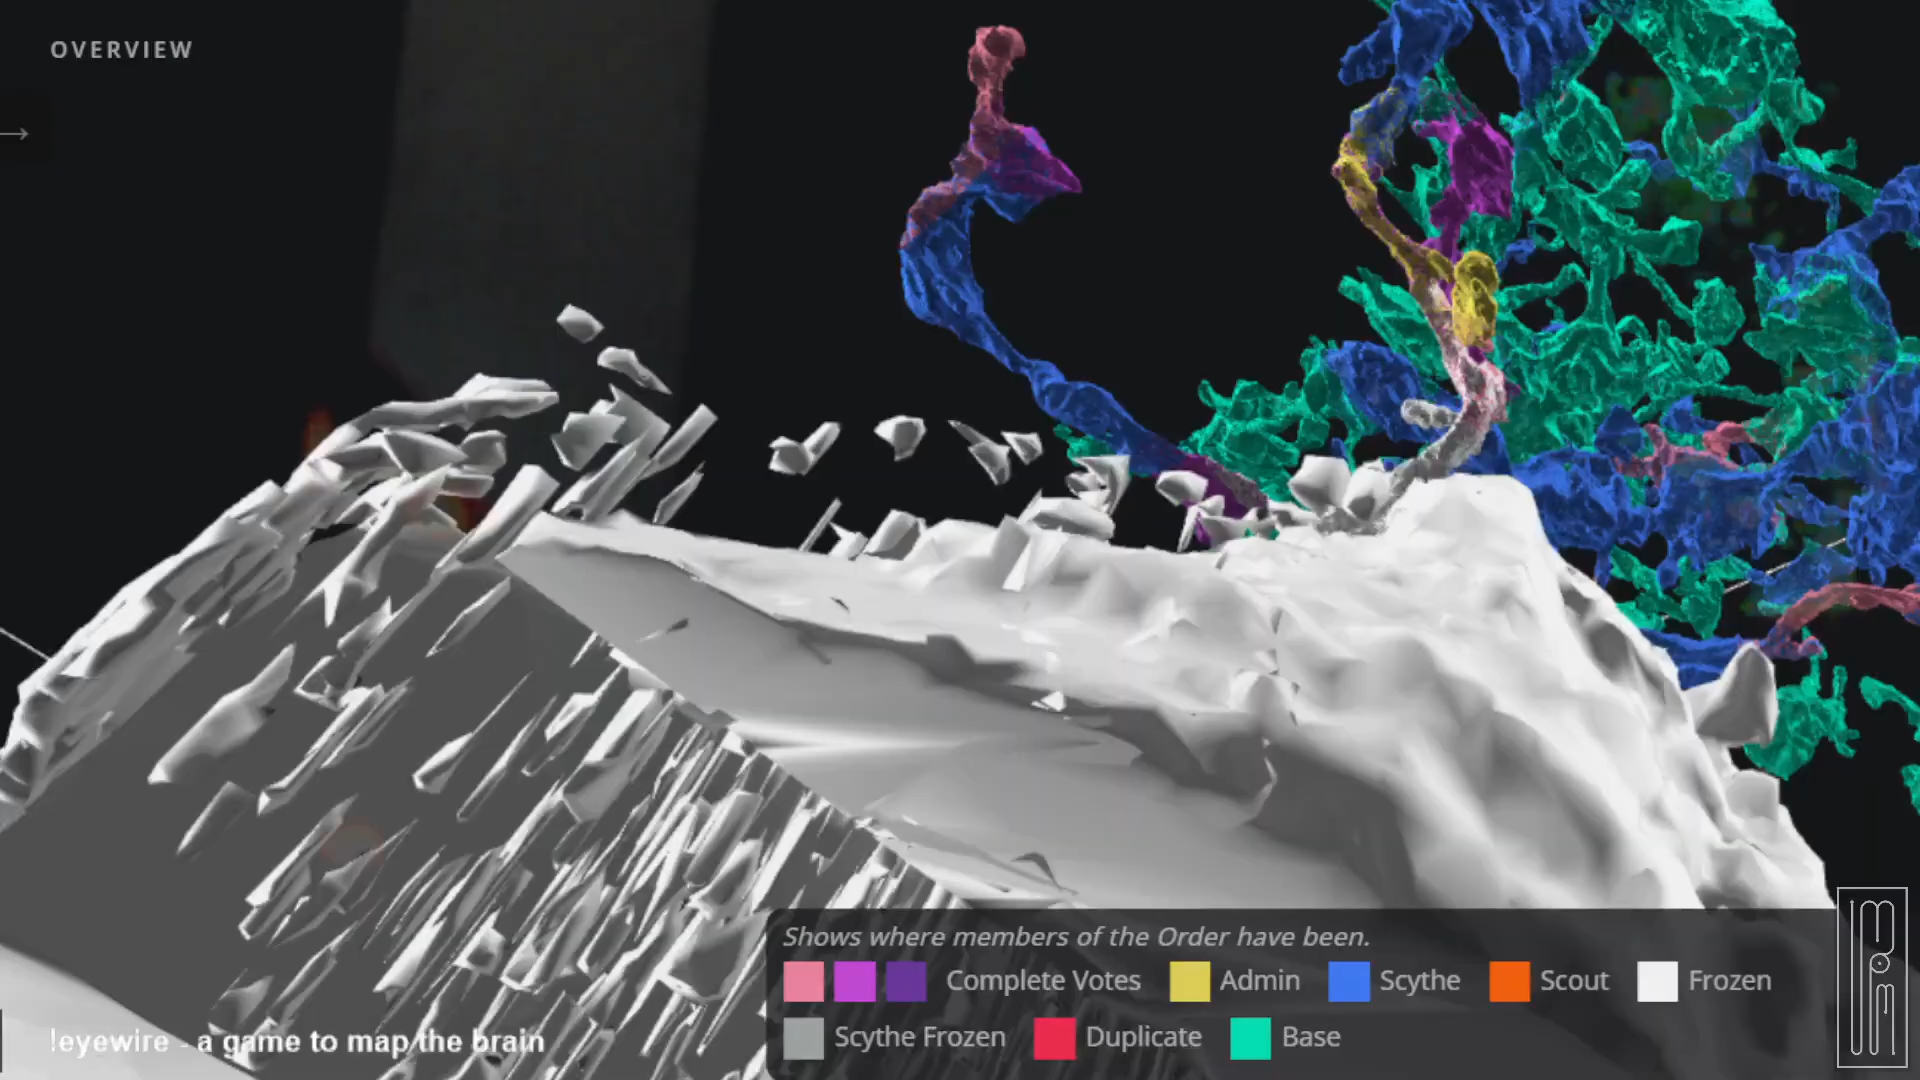 OVERVIEW
Shows where members of the Order have been.
Complete Votes Admin Scythe Scout Frozen
Scythe Frozen Duplicate Base
!eyewire - a game to map the brain